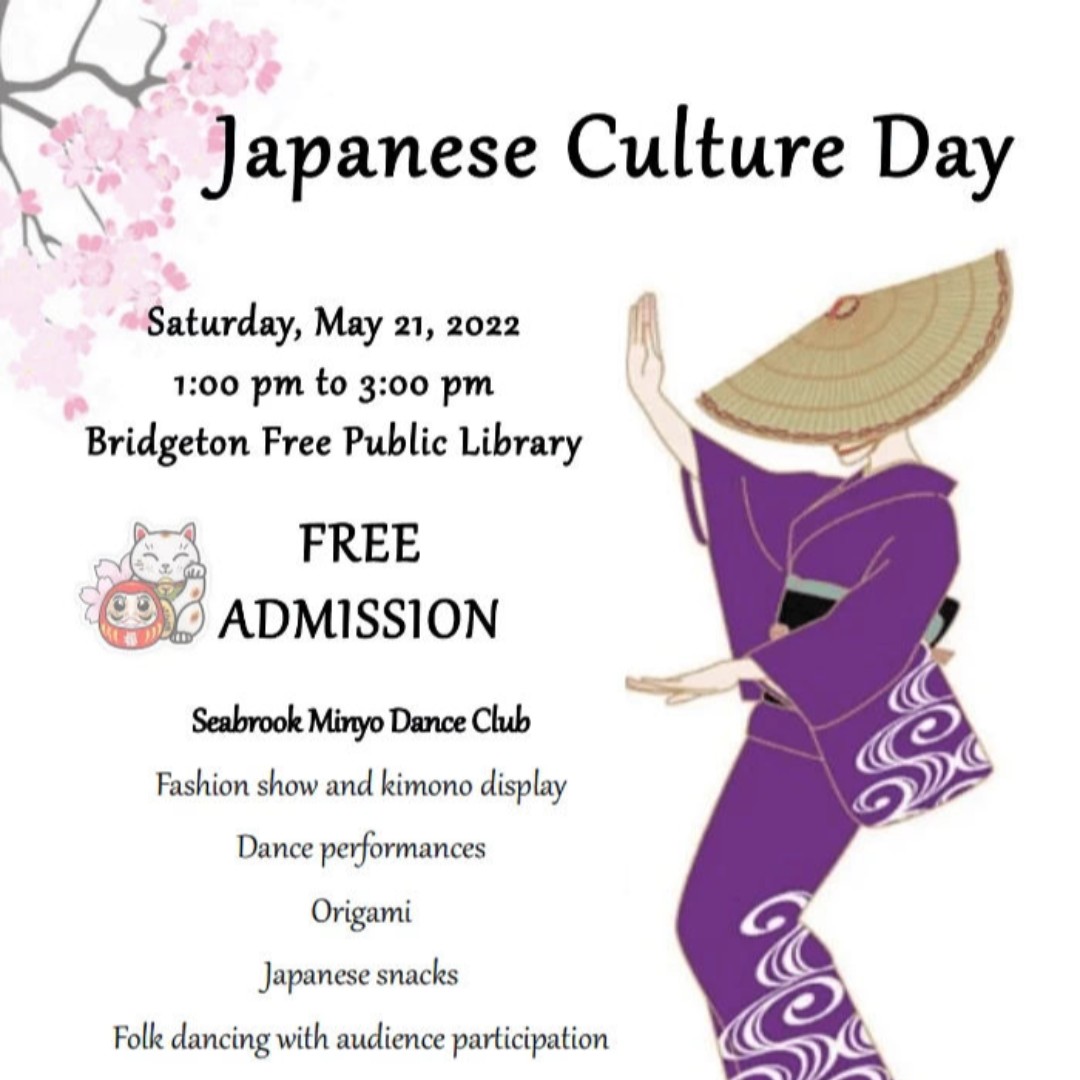 Japanese Culture Day
Saturday, May 21, 2022
1:00 pm to 3:00 pm
Bridgeton Free Public Library
FREE
ADMISSION
Seabrook Minyo Dance Club
Fashion show and kimono display
Dance performances
Origami
Japanese snacks
Folk dancing with audience participation